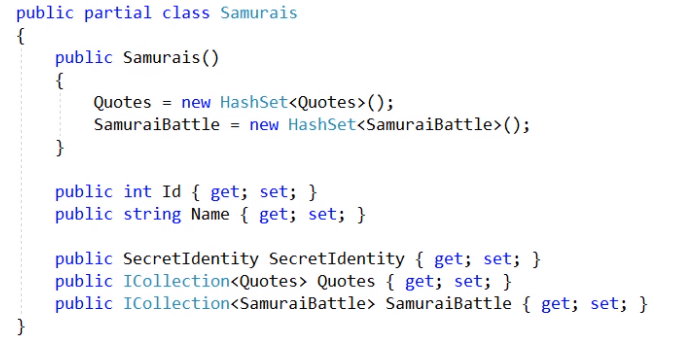 public partial class Samurais
{
public Samurais()
{
Quotes = new HashSet<Quotes>();
SamuraiBattle = new HashSet<SamuraiBattle>();
}
public int Id { get; set; }
public string Name { get; set; }
public SecretIdentity SecretIdentity { get; set; }
public ICollection<Quotes> Quotes { get; set; }
public ICollection<SamuraiBattle> SamuraiBattle { get; set; }
}